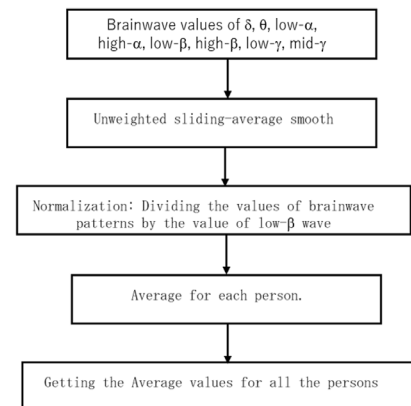 Brainwave values of δ, θ, low-α,
high-α, low-β, high-β, low-γ, mid-γ
Unweighted sliding-average smooth
Normalization: Dividing the values of brainwave
patterns by the value of low-β wave
Average for each person.
Getting the Average values for all the persons